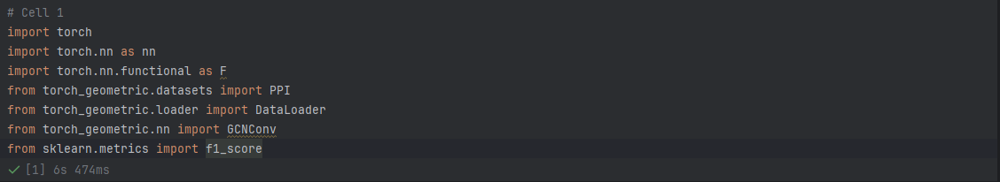 # Cell 1
import torch
import torch.nn as nn
import torch.nn.functional as F
from torch_geometric.datasets import PPI
from torch_geometric.loader import DataLoader
from torch_geometric.nn import GCNConv
from sklearn.metrics import f1_score
[1] 6s 474ms